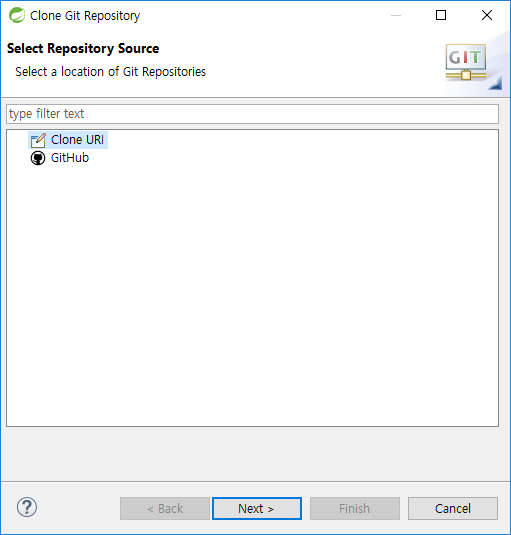 Clone Git Repository
Select Repository Source
Select a location of Git Repositories
GIT
type filter text
Clone URI
GitHub
?
< Back
Next >
Finish
Cancel